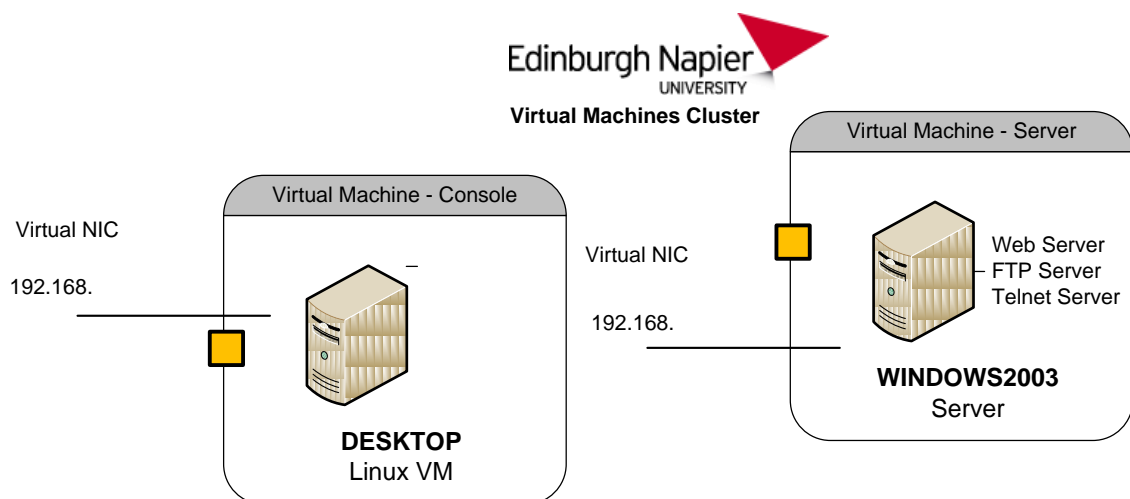 Edinburgh Napier
UNIVERSITY
Virtual Machines Cluster
Virtual Machine - Server
Virtual Machine - Console
Virtual NIC
192.168.
Virtual NIC
192.168.
Web Server
FTP Server
Telnet Server
WINDOWS2003
Server
DESKTOP
Linux VM